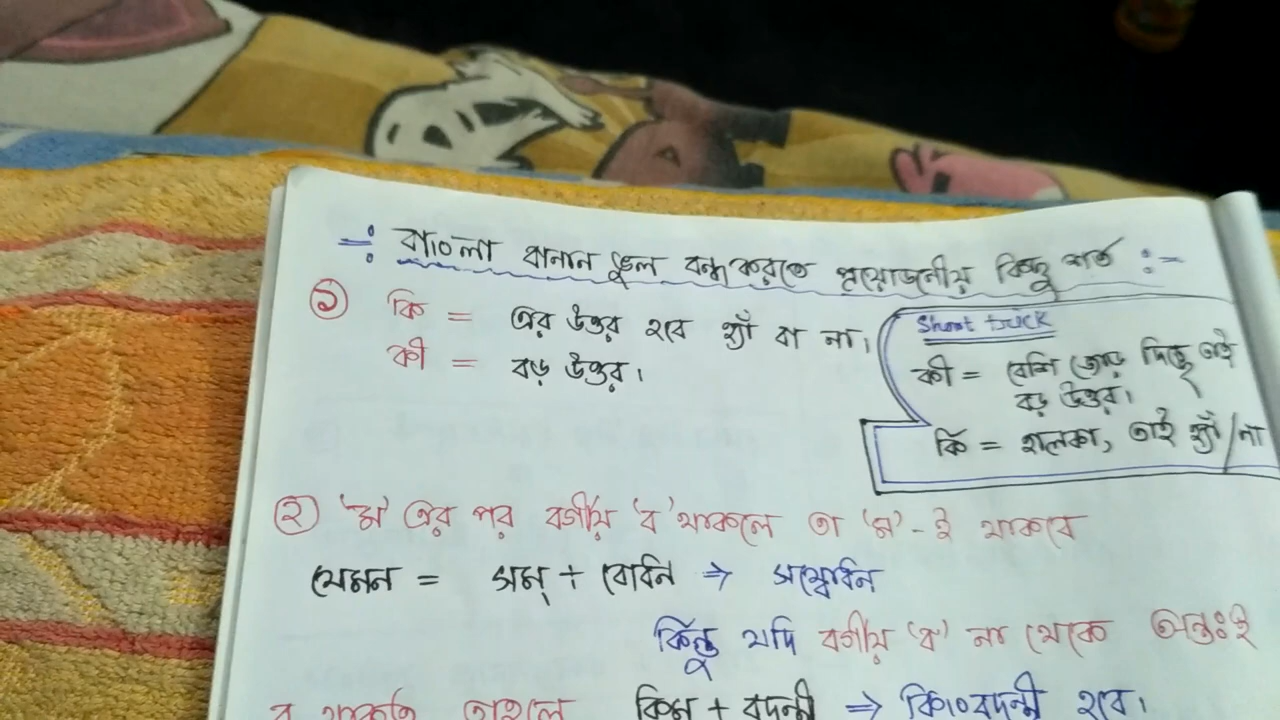 বাংলা বানান ভুল বন্ধ করতে প্রয়োজনীয় কিছু শর্ত :-
১ কি = এর উত্তর হবে হ্যাঁ বা না।
কী = বড় উত্তর।
Short trick
কী = বেশি জোড় দিচ্ছে তাই
বড় উত্তর।
কি = হালকা, তাই হ্যাঁ/না
২ 'ম' এর পর বর্গীয় 'ব' থাকলে তা 'ম'-ই থাকবে
যেমন = সম্ + বোধন ⇒ সম্বোধন
কিন্তু যদি বর্গীয় 'ব' না থেকে অন্তঃই
ব থাকে তাহলে কিম + বদন্তী ⇒ কিংবদন্তী হবে।